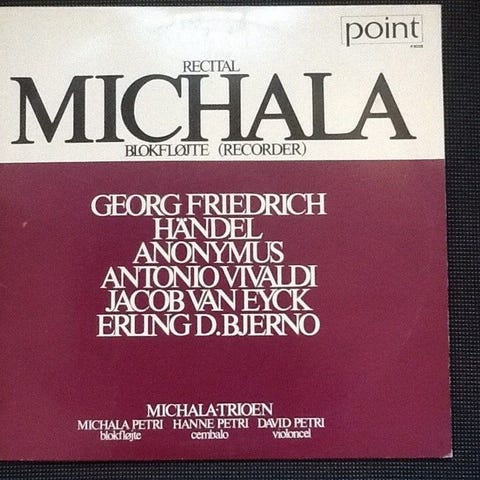 point
RECITAL
MICHALA
BLOKFLØJTE (RECORDER)
GEORG FRIEDRICH
HÄNDEL
ANONYMUS
ANTONIO VIVALDI
JACOB VAN EYCK
ERLING D. BJERNO
MICHALA-TRIOEN
MICHALA PETRI HANNE PETRI DAVID PETRI
blokfløjte cembalo violoncel